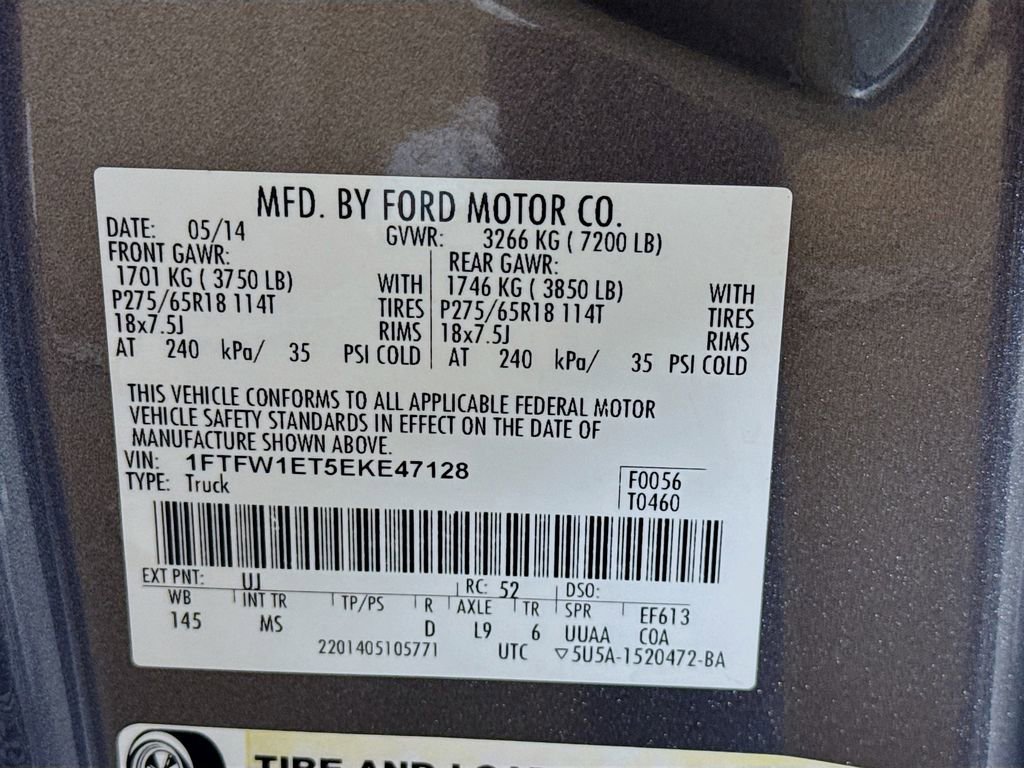 MFD. BY FORD MOTOR CO.
DATE: 05/14 GVWR: 3266 KG ( 7200 LB)
FRONT GAWR: REAR GAWR:
1701 KG ( 3750 LB) WITH 1746 KG ( 3850 LB) WITH
P275/65R18 114T TIRES P275/65R18 114T TIRES
18x7.5J RIMS 18x7.5J RIMS
AT 240 kPa/ 35 PSI COLD AT 240 kPa/ 35 PSI COLD
THIS VEHICLE CONFORMS TO ALL APPLICABLE FEDERAL MOTOR
VEHICLE SAFETY STANDARDS IN EFFECT ON THE DATE OF
MANUFACTURE SHOWN ABOVE.
VIN: 1FTFW1ET5EKE47128
TYPE: Truck
F0056
T0460
EXT PNT: UJ RC: 52 DSO:
WB INT TR TP/PS R AXLE TR SPR EF613
145 MS D L9 6 UUAA COA
2201405105771 UTC ▽5U5A-1520472-BA
TIRE AND